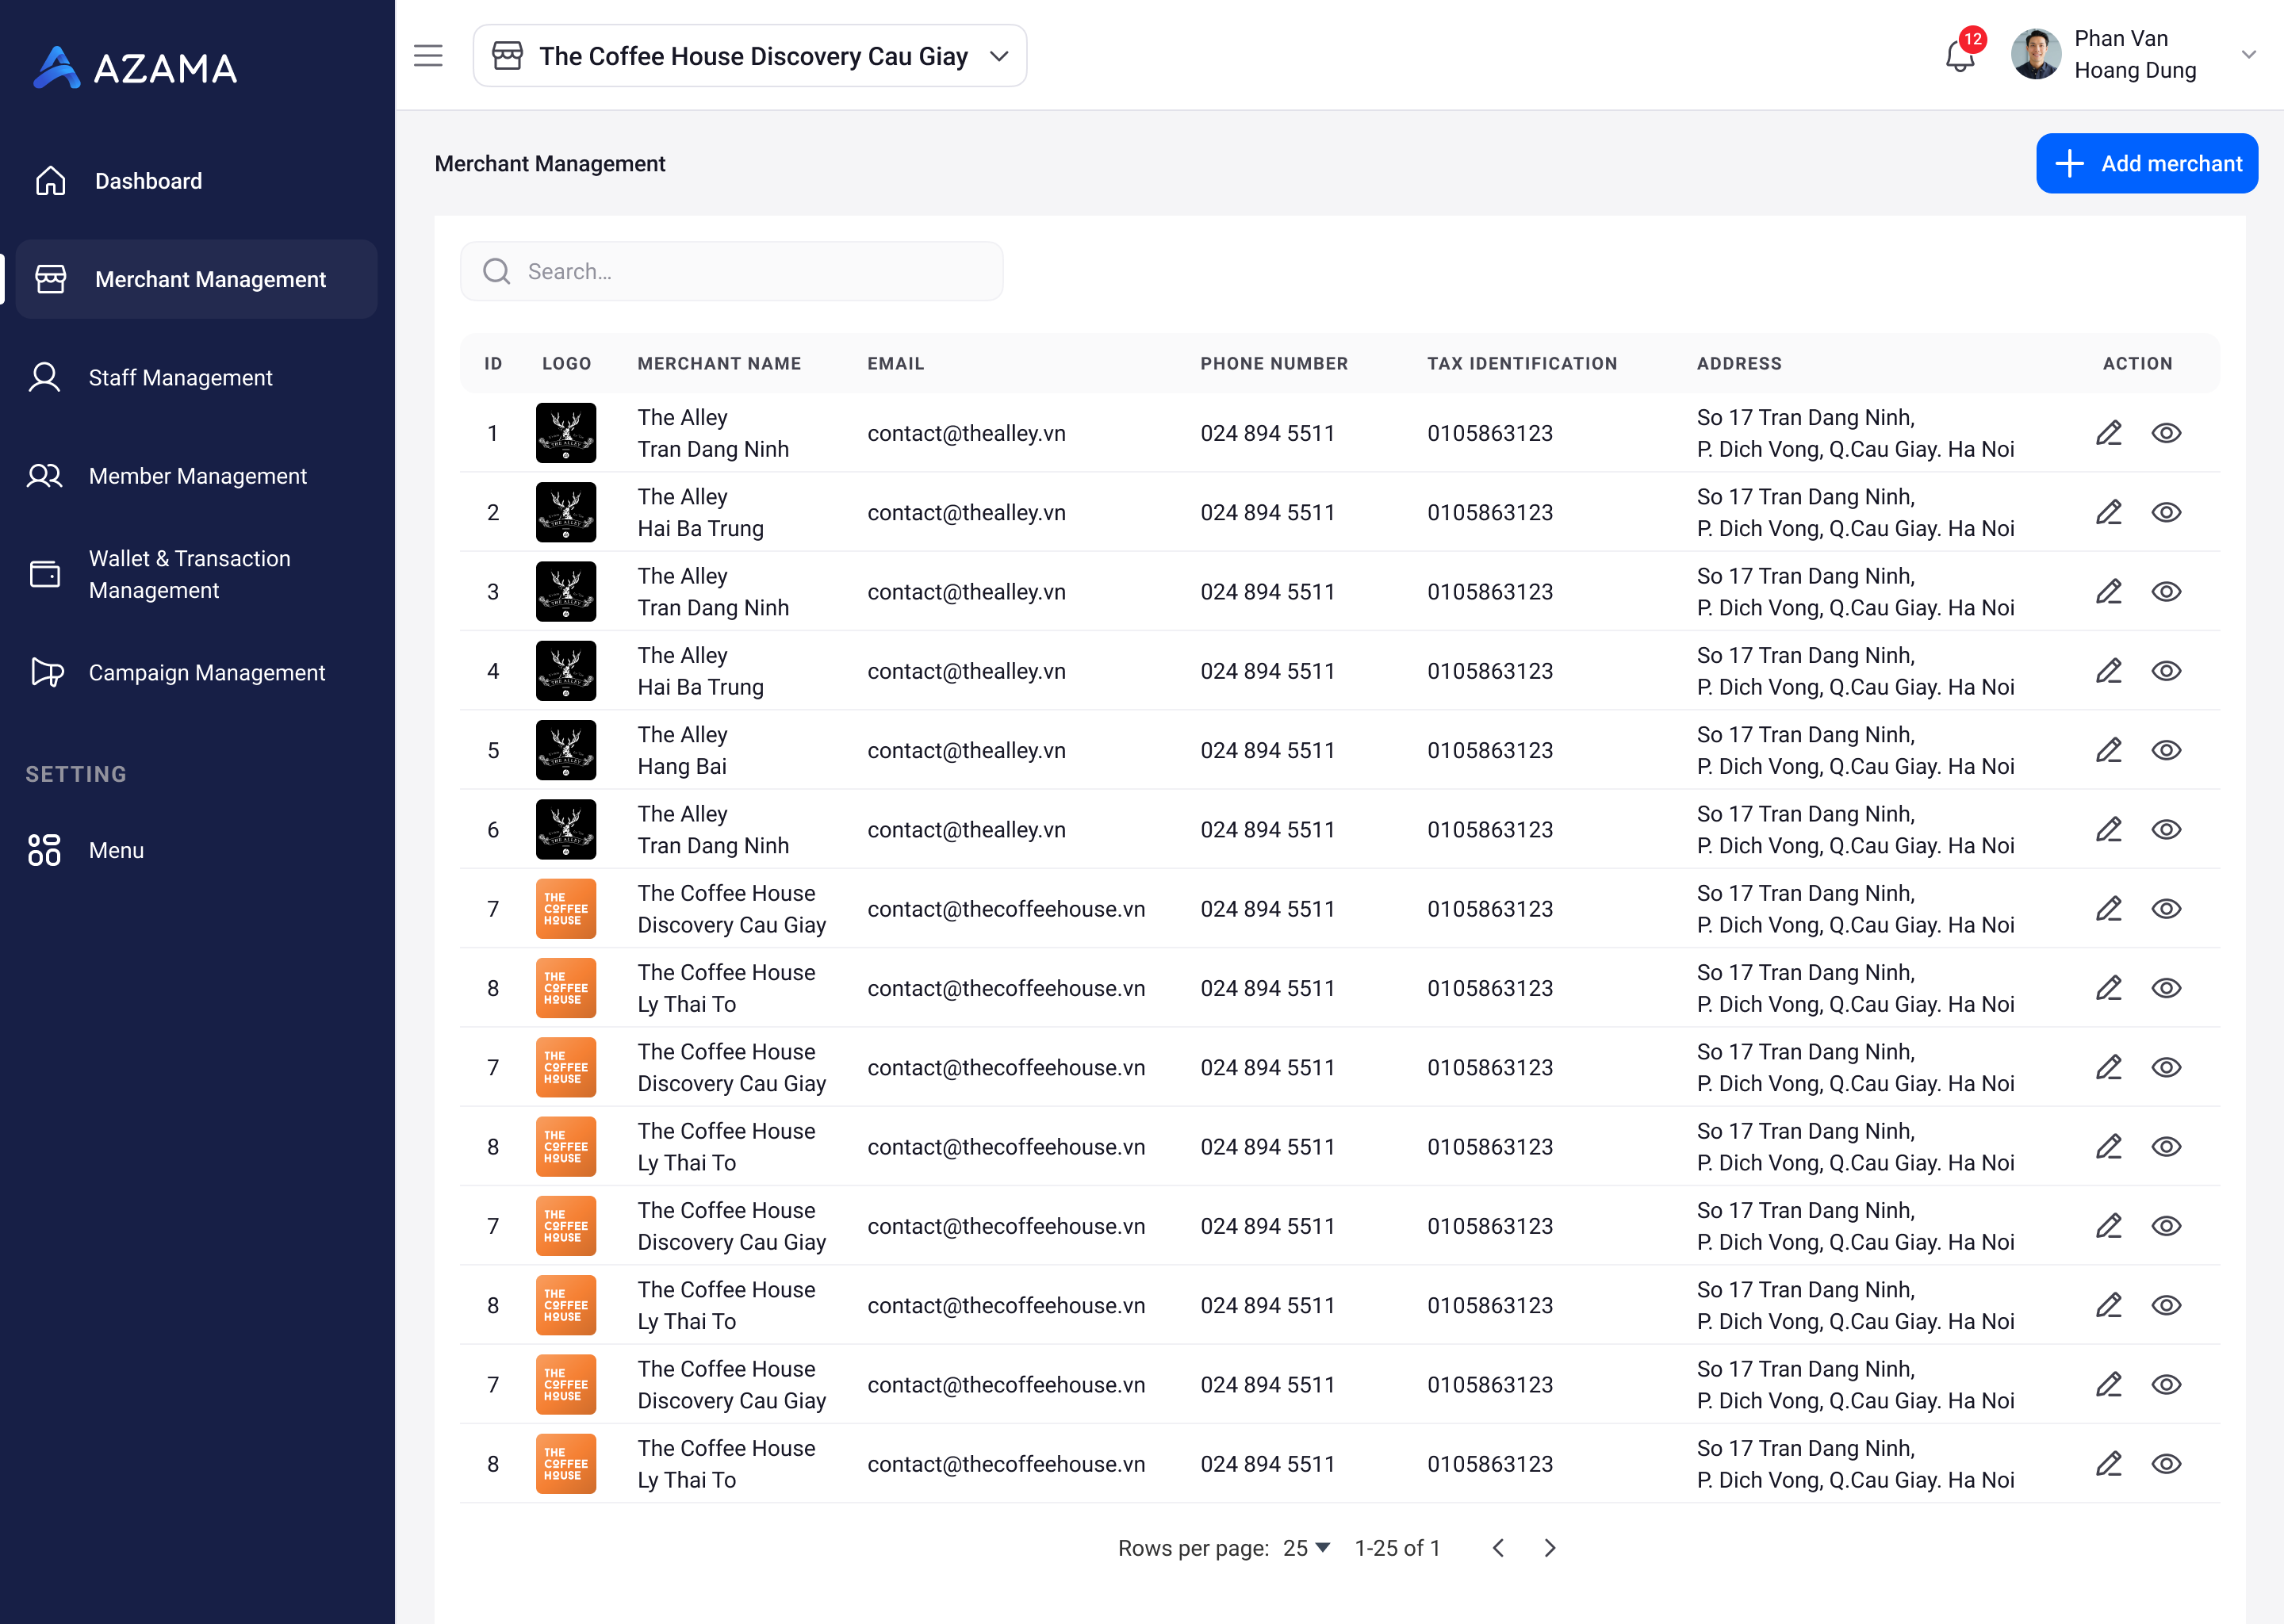 AZAMA
Dashboard
Merchant Management
Staff Management
Member Management
Wallet & Transaction
Management
Campaign Management
SETTING
Menu
The Coffee House Discovery Cau Giay
12
Phan Van
Hoang Dung
Merchant Management
Add merchant
Search...
ID LOGO MERCHANT NAME EMAIL PHONE NUMBER TAX IDENTIFICATION ADDRESS ACTION
1 THE ALLEY The Alley
Tran Dang Ninh contact@thealley.vn 024 894 5511 0105863123 So 17 Tran Dang Ninh,
P. Dich Vong, Q.Cau Giay. Ha Noi
2 THE ALLEY The Alley
Hai Ba Trung contact@thealley.vn 024 894 5511 0105863123 So 17 Tran Dang Ninh,
P. Dich Vong, Q.Cau Giay. Ha Noi
3 THE ALLEY The Alley
Tran Dang Ninh contact@thealley.vn 024 894 5511 0105863123 So 17 Tran Dang Ninh,
P. Dich Vong, Q.Cau Giay. Ha Noi
4 THE ALLEY The Alley
Hai Ba Trung contact@thealley.vn 024 894 5511 0105863123 So 17 Tran Dang Ninh,
P. Dich Vong, Q.Cau Giay. Ha Noi
5 THE ALLEY The Alley
Hang Bai contact@thealley.vn 024 894 5511 0105863123 So 17 Tran Dang Ninh,
P. Dich Vong, Q.Cau Giay. Ha Noi
6 THE ALLEY The Alley
Tran Dang Ninh contact@thealley.vn 024 894 5511 0105863123 So 17 Tran Dang Ninh,
P. Dich Vong, Q.Cau Giay. Ha Noi
7 THE COFFEE HOUSE The Coffee House
Discovery Cau Giay contact@thecoffeehouse.vn 024 894 5511 0105863123 So 17 Tran Dang Ninh,
P. Dich Vong, Q.Cau Giay. Ha Noi
8 THE COFFEE HOUSE The Coffee House
Ly Thai To contact@thecoffeehouse.vn 024 894 5511 0105863123 So 17 Tran Dang Ninh,
P. Dich Vong, Q.Cau Giay. Ha Noi
7 THE COFFEE HOUSE The Coffee House
Discovery Cau Giay contact@thecoffeehouse.vn 024 894 5511 0105863123 So 17 Tran Dang Ninh,
P. Dich Vong, Q.Cau Giay. Ha Noi
8 THE COFFEE HOUSE The Coffee House
Ly Thai To contact@thecoffeehouse.vn 024 894 5511 0105863123 So 17 Tran Dang Ninh,
P. Dich Vong, Q.Cau Giay. Ha Noi
7 THE COFFEE HOUSE The Coffee House
Discovery Cau Giay contact@thecoffeehouse.vn 024 894 5511 0105863123 So 17 Tran Dang Ninh,
P. Dich Vong, Q.Cau Giay. Ha Noi
8 THE COFFEE HOUSE The Coffee House
Ly Thai To contact@thecoffeehouse.vn 024 894 5511 0105863123 So 17 Tran Dang Ninh,
P. Dich Vong, Q.Cau Giay. Ha Noi
7 THE COFFEE HOUSE The Coffee House
Discovery Cau Giay contact@thecoffeehouse.vn 024 894 5511 0105863123 So 17 Tran Dang Ninh,
P. Dich Vong, Q.Cau Giay. Ha Noi
8 THE COFFEE HOUSE The Coffee House
Ly Thai To contact@thecoffeehouse.vn 024 894 5511 0105863123 So 17 Tran Dang Ninh,
P. Dich Vong, Q.Cau Giay. Ha Noi
Rows per page: 25 1-25 of 1